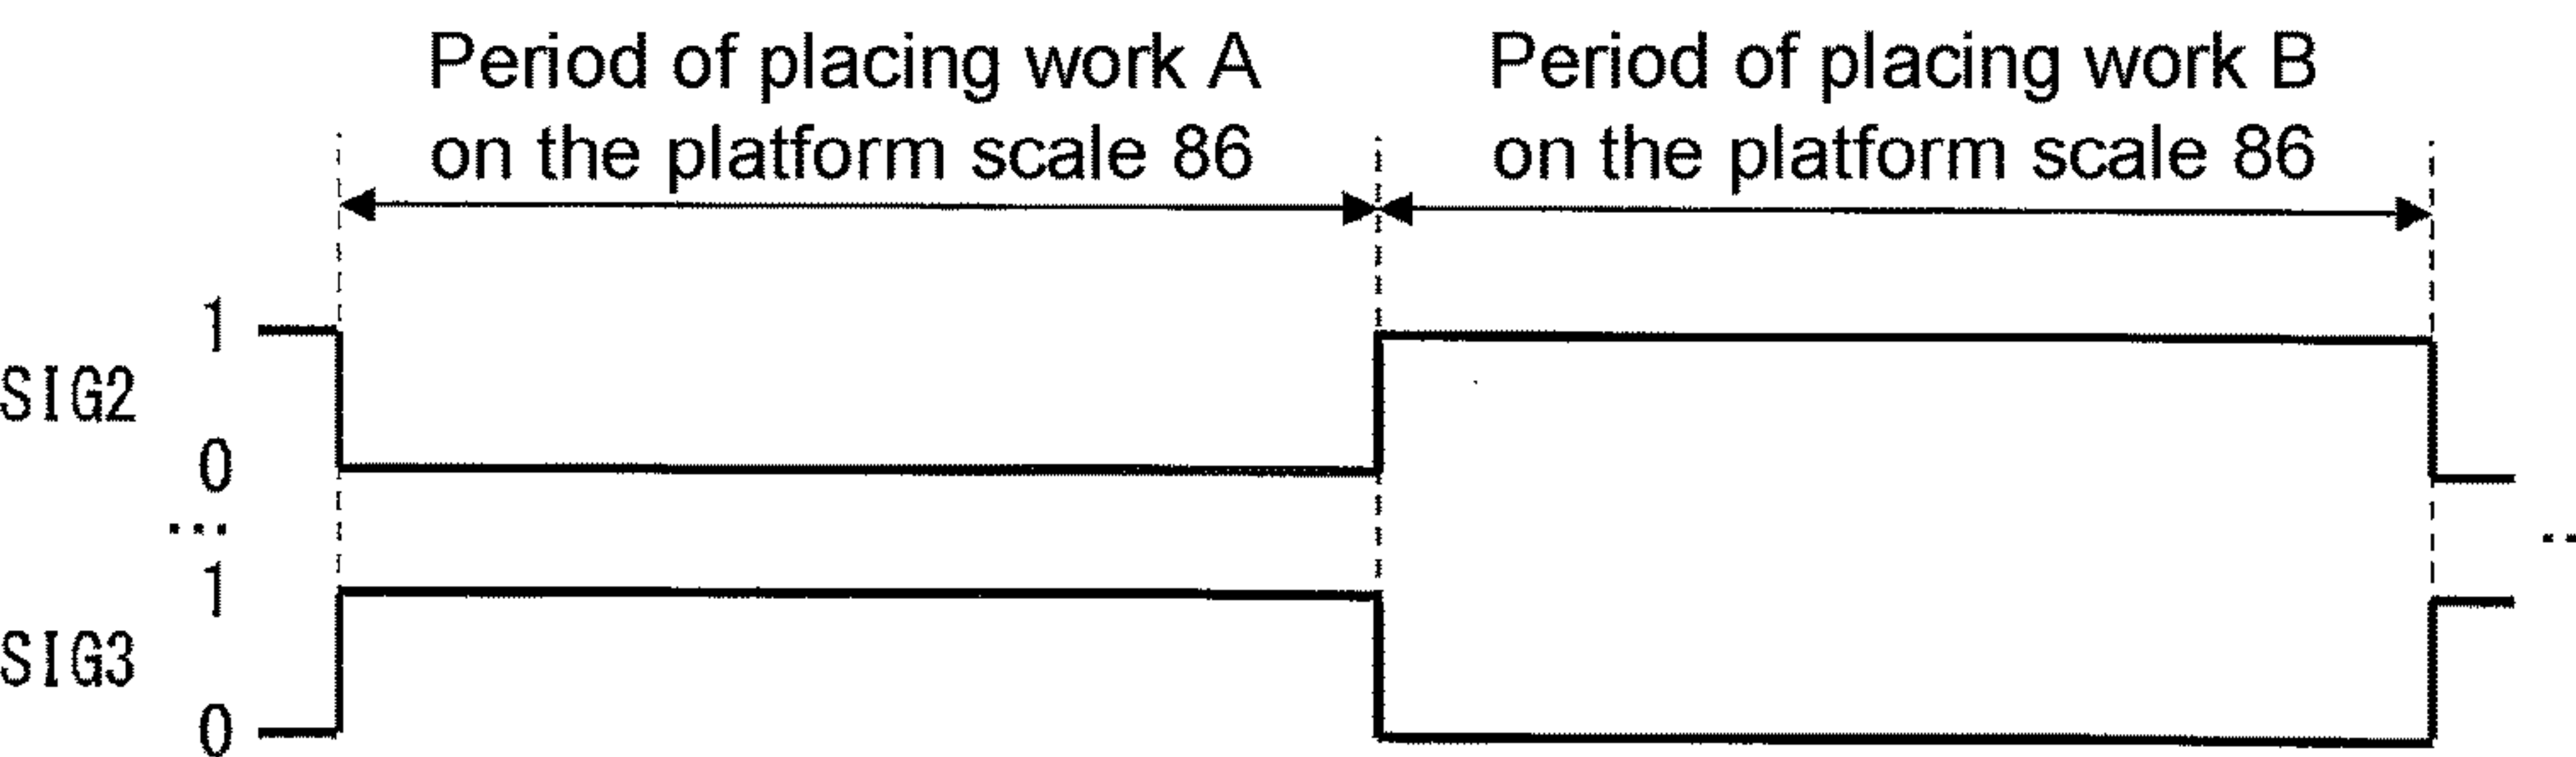 Period of placing work A
on the platform scale 86
Period of placing work B
on the platform scale 86
1
SIG2
0
...
..
1
SIG3
0